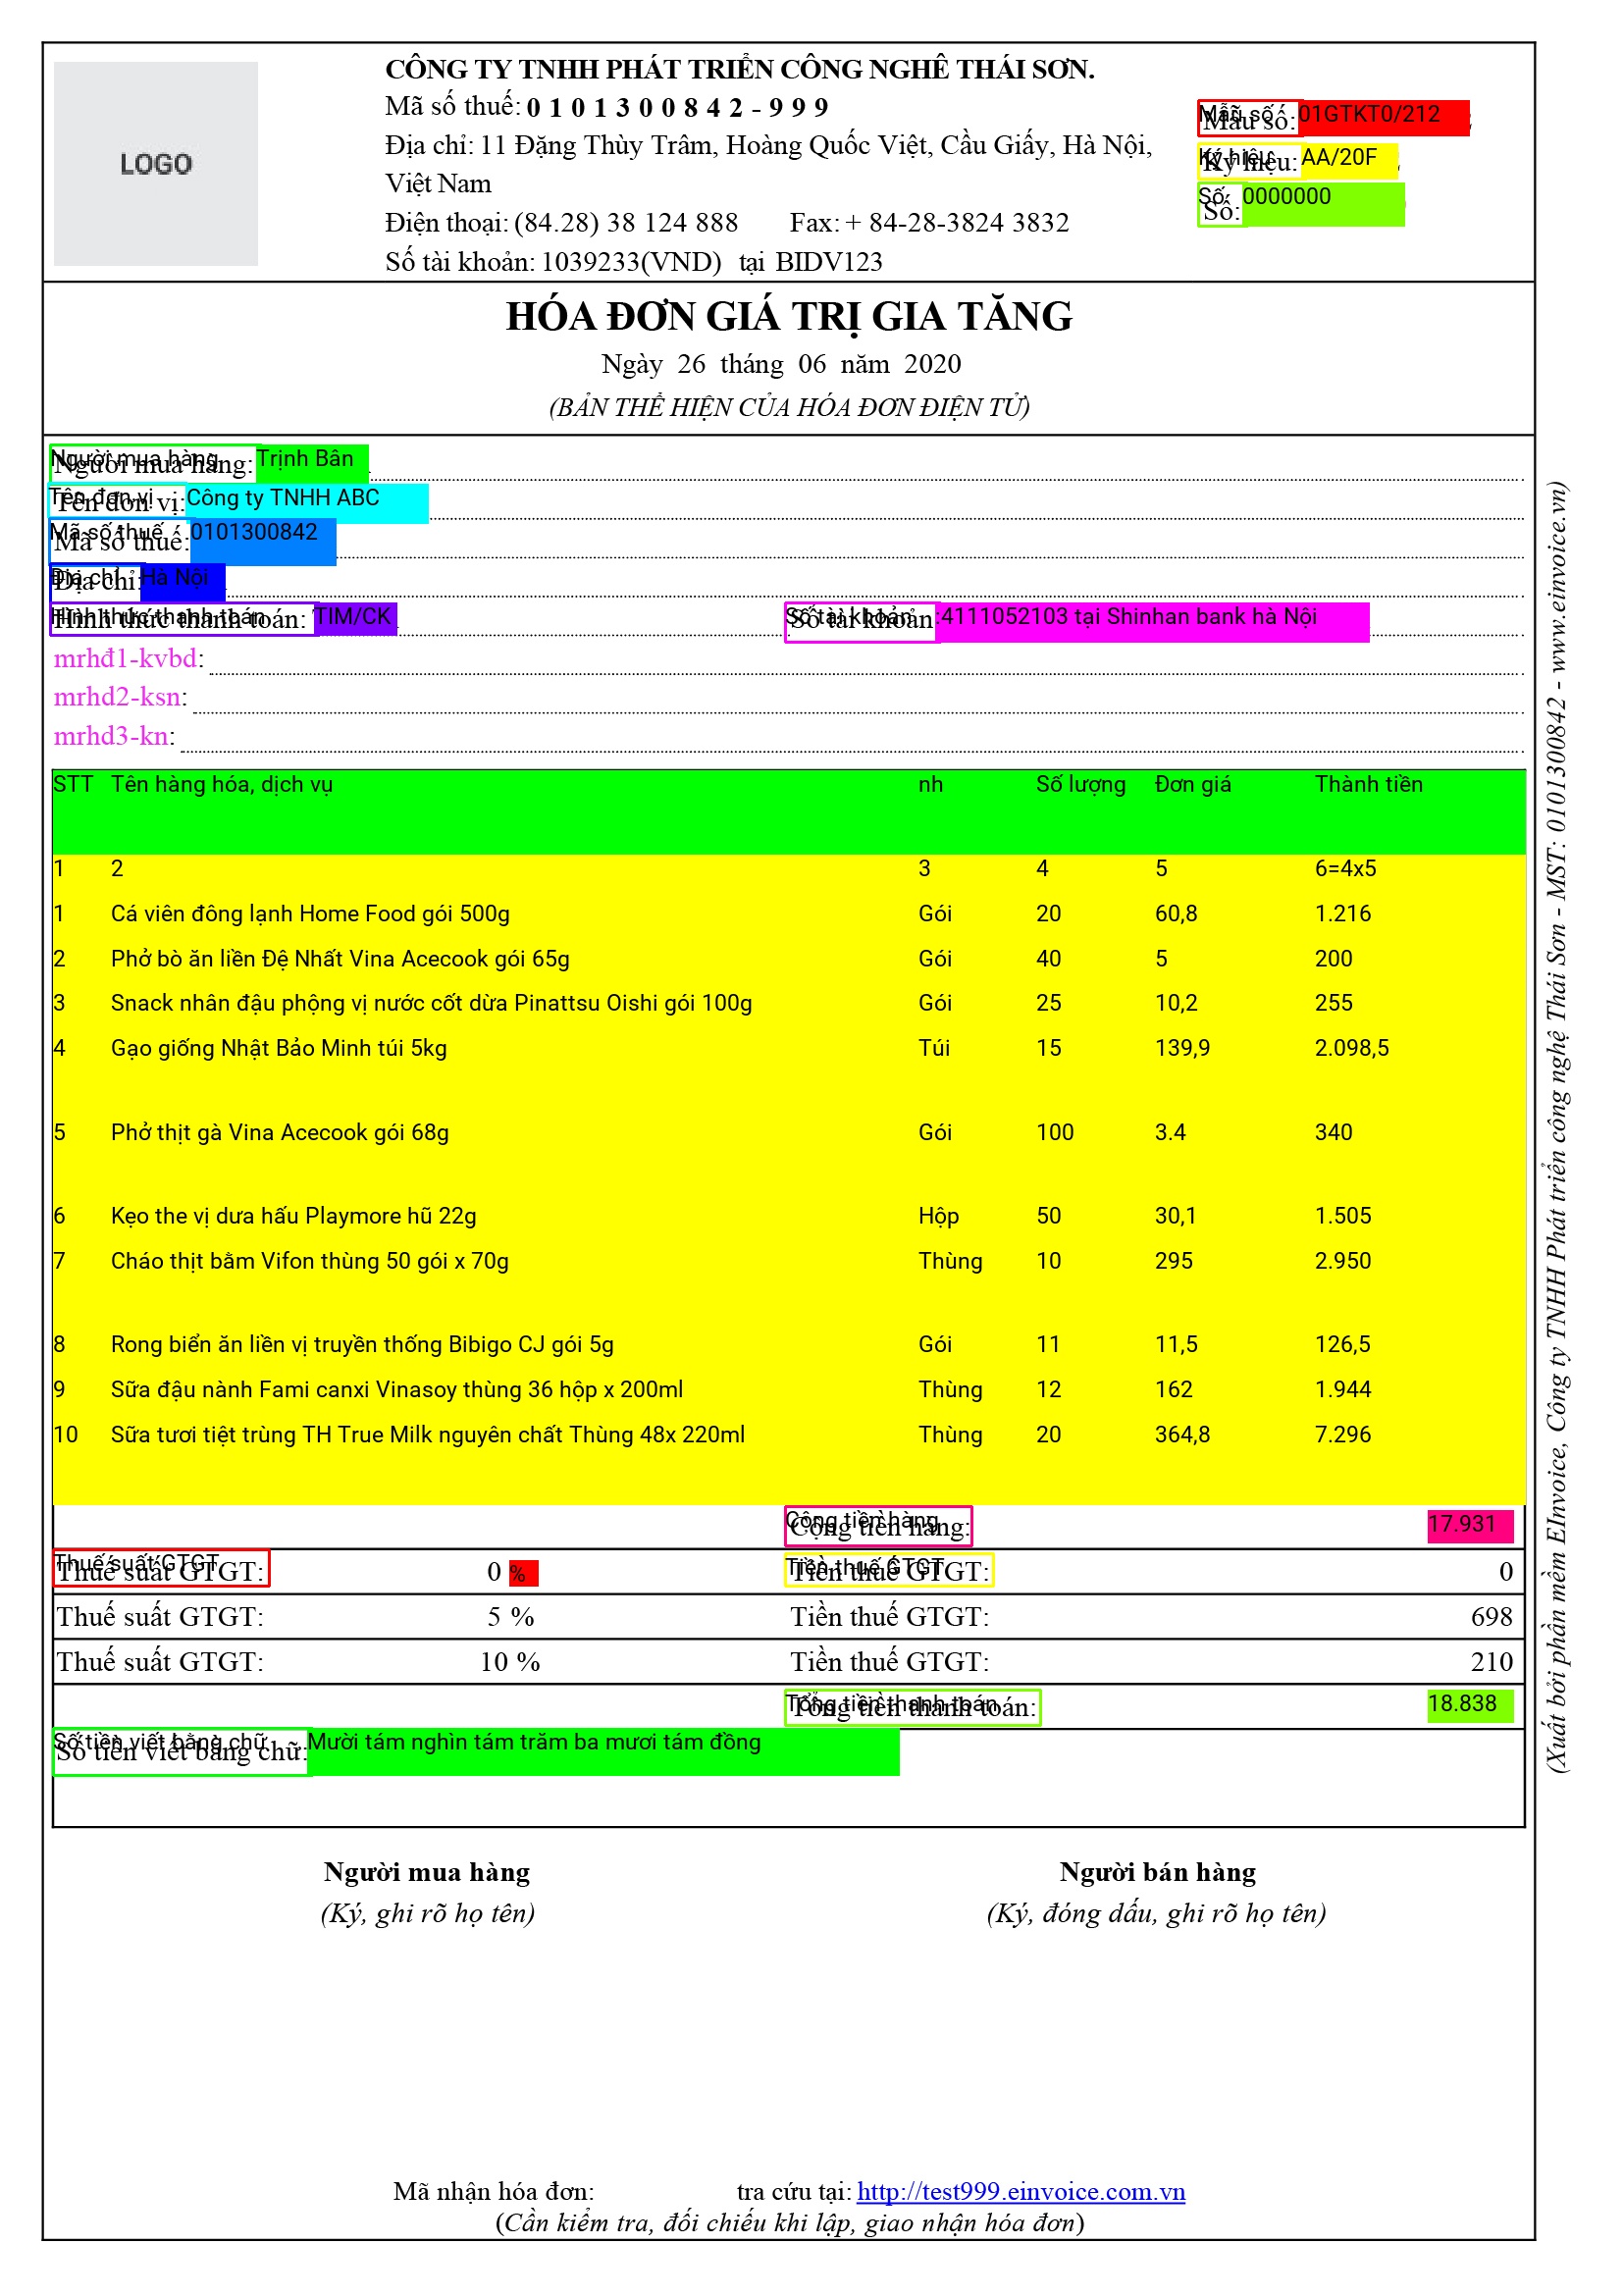 LOGO
CÔNG TY TNHH PHÁT TRIỂN CÔNG NGHỆ THÁI SƠN.
Mã số thuế: 0 1 0 1 3 0 0 8 4 2 - 9 9 9
Địa chỉ: 11 Đặng Thùy Trâm, Hoàng Quốc Việt, Cầu Giấy, Hà Nội,
Việt Nam
Điện thoại: (84.28) 38 124 888 Fax: + 84-28-3824 3832
Số tài khoản: 1039233(VND) tại BIDV123
Mẫu số: 01GTKT0/212
Ký hiệu: AA/20F
Số: 0000000
HÓA ĐƠN GIÁ TRỊ GIA TĂNG
Ngày 26 tháng 06 năm 2020
(BẢN THỂ HIỆN CỦA HÓA ĐƠN ĐIỆN TỬ)
Người mua hàng: Trịnh Bân
Tên đơn vị: Công ty TNHH ABC
Mã số thuế: 0101300842
Địa chỉ: Hà Nội
Hình thức thanh toán: TIM/CK Số tài khoản: 4111052103 tại Shinhan bank hà Nội
mrhđ1-kvbd:
mrhd2-ksn:
mrhd3-kn:
STT Tên hàng hóa, dịch vụ nh Số lượng Đơn giá Thành tiền
1 2 3 4 5 6=4x5
1 Cá viên đông lạnh Home Food gói 500g Gói 20 60,8 1.216
2 Phở bò ăn liền Đệ Nhất Vina Acecook gói 65g Gói 40 5 200
3 Snack nhân đậu phộng vị nước cốt dừa Pinattsu Oishi gói 100g Gói 25 10,2 255
4 Gạo giống Nhật Bảo Minh túi 5kg Túi 15 139,9 2.098,5
5 Phở thịt gà Vina Acecook gói 68g Gói 100 3.4 340
6 Kẹo the vị dưa hấu Playmore hũ 22g Hộp 50 30,1 1.505
7 Cháo thịt bằm Vifon thùng 50 gói x 70g Thùng 10 295 2.950
8 Rong biển ăn liền vị truyền thống Bibigo CJ gói 5g Gói 11 11,5 126,5
9 Sữa đậu nành Fami canxi Vinasoy thùng 36 hộp x 200ml Thùng 12 162 1.944
10 Sữa tươi tiệt trùng TH True Milk nguyên chất Thùng 48x 220ml Thùng 20 364,8 7.296
Cộng tiền hàng: 17.931
Thuế suất GTGT: 0 % Tiền thuế GTGT: 0
Thuế suất GTGT: 5 % Tiền thuế GTGT: 698
Thuế suất GTGT: 10 % Tiền thuế GTGT: 210
Tổng tiền thanh toán: 18.838
Số tiền viết bằng chữ: Mười tám nghìn tám trăm ba mươi tám đồng
Người mua hàng Người bán hàng
(Ký, ghi rõ họ tên) (Ký, đóng dấu, ghi rõ họ tên)
Mã nhận hóa đơn: tra cứu tại: http://test999.einvoice.com.vn
(Cần kiểm tra, đối chiếu khi lập, giao nhận hóa đơn)
(Xuất bởi phần mềm EInvoice, Công ty TNHH Phát triển công nghệ Thái Sơn - MST: 0101300842 - www.einvoice.vn)